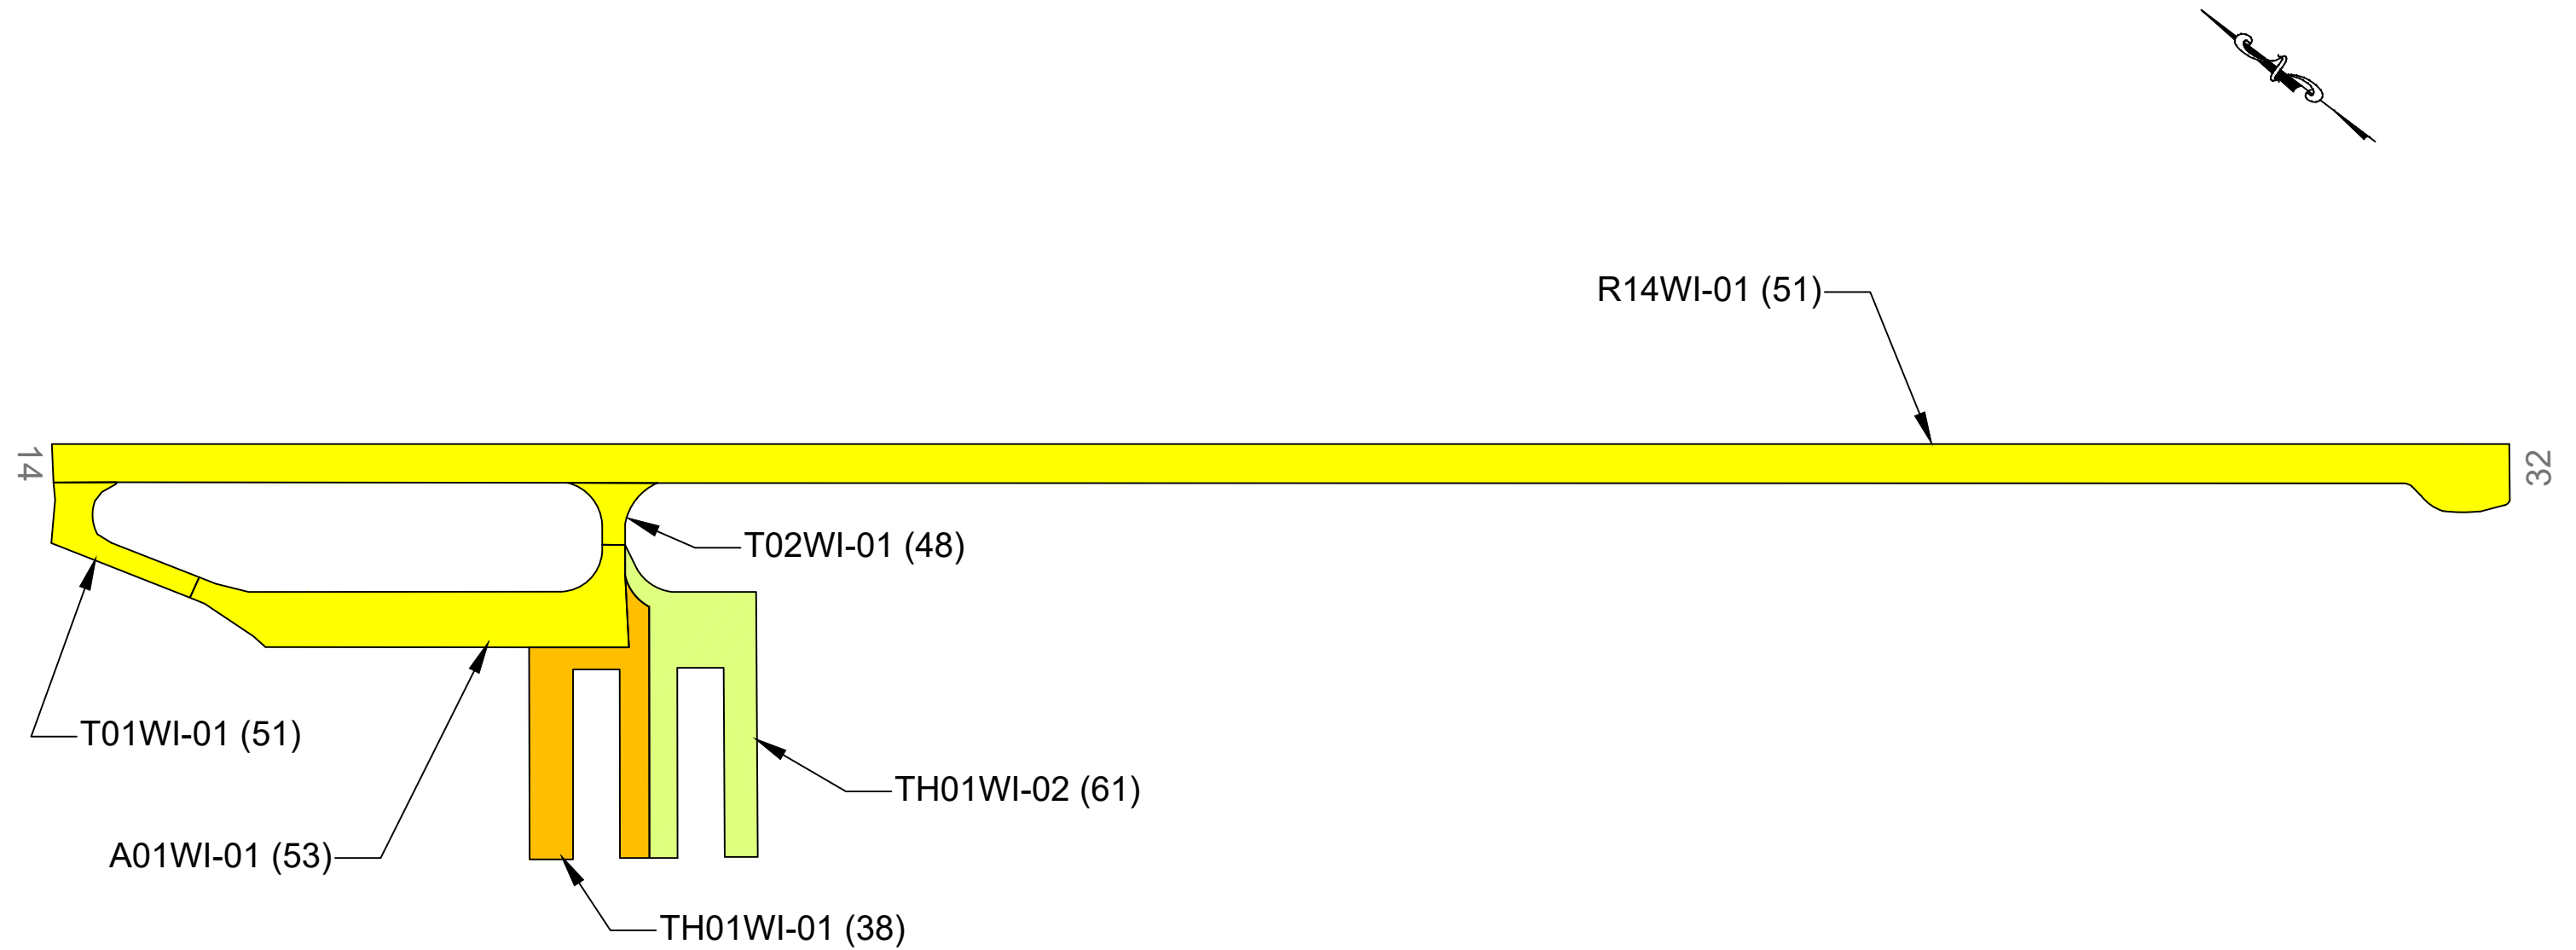 R14WI-01 (51)
14
32
T02WI-01 (48)
T01WI-01 (51)
TH01WI-02 (61)
A01WI-01 (53)
TH01WI-01 (38)